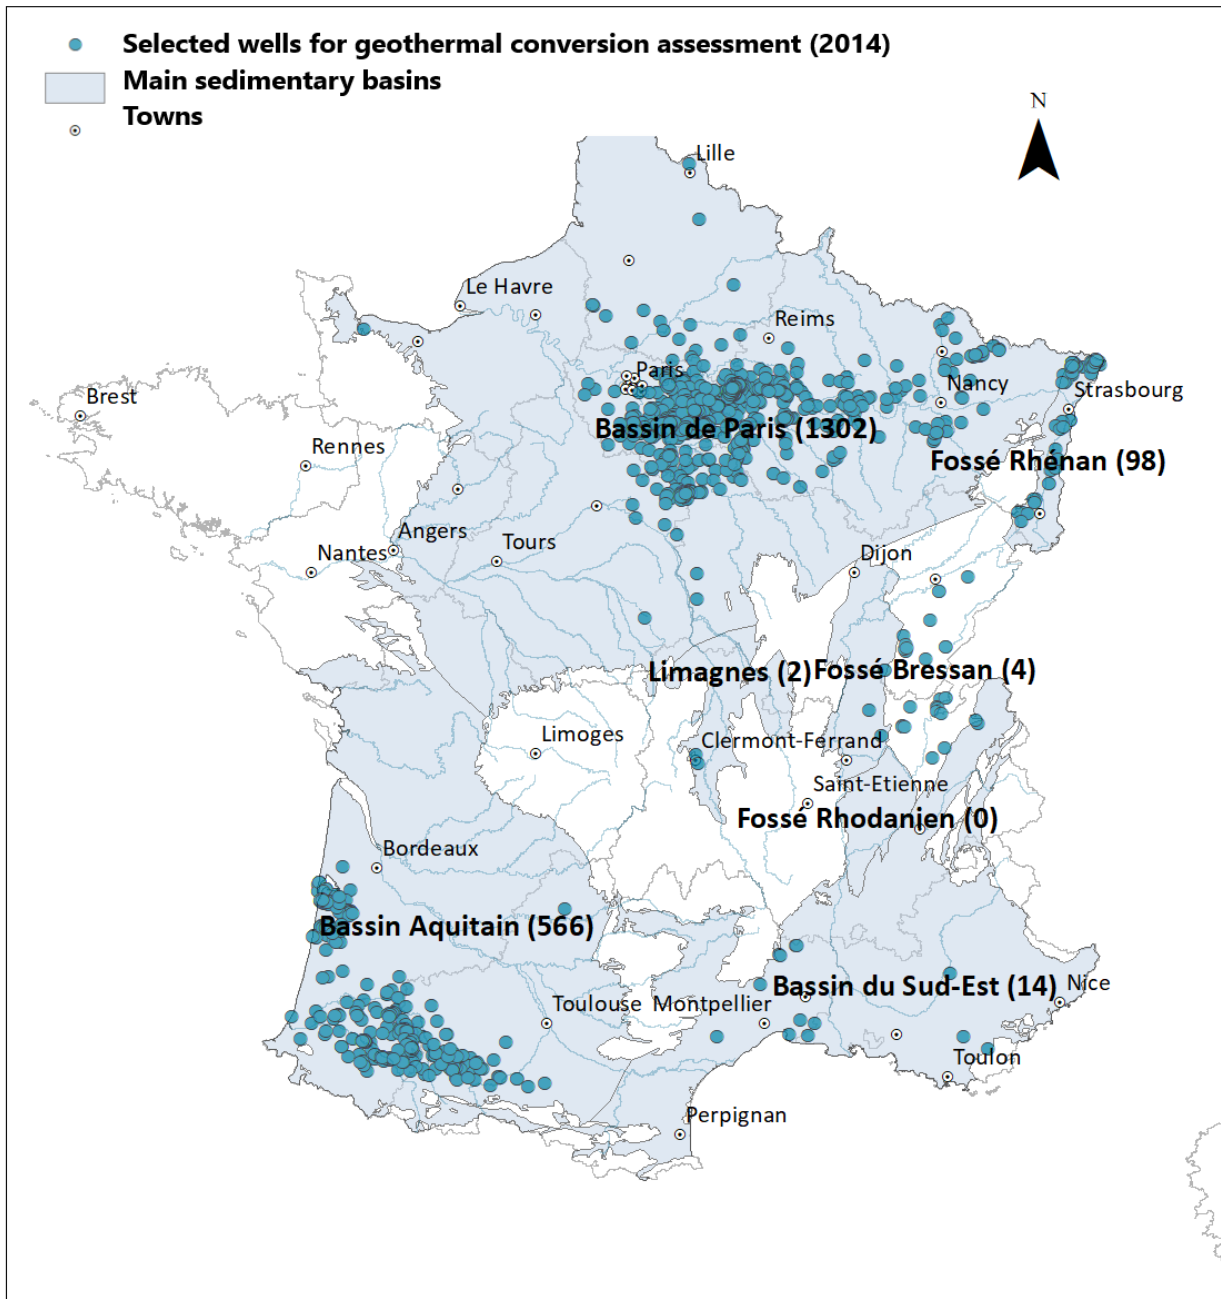 Selected wells for geothermal conversion assessment (2014)
Main sedimentary basins
Towns
N
Lille
Le Havre
Reims
Paris
Nancy
Strasbourg
Brest
Bassin de Paris (1302)
Rennes
Fossé Rhénan (98)
Angers
Nantes
Tours
Dijon
Limagnes (2)
Fossé Bressan (4)
Limoges
Clermont-Ferrand
Saint-Etienne
Fossé Rhodanien (0)
Bordeaux
Bassin Aquitain (566)
Bassin du Sud-Est (14)
Nice
Toulouse
Montpellier
Toulon
Perpignan